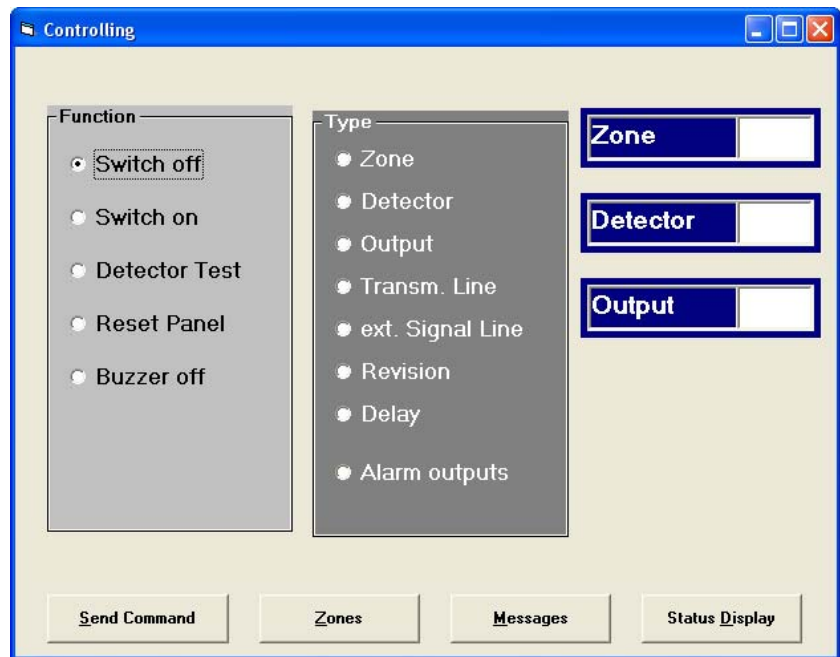 Controlling
Function
Switch off
Switch on
Detector Test
Reset Panel
Buzzer off
Type
Zone
Detector
Output
Transm. Line
ext. Signal Line
Revision
Delay
Alarm outputs
Zone
Detector
Output
Send Command
Zones
Messages
Status Display